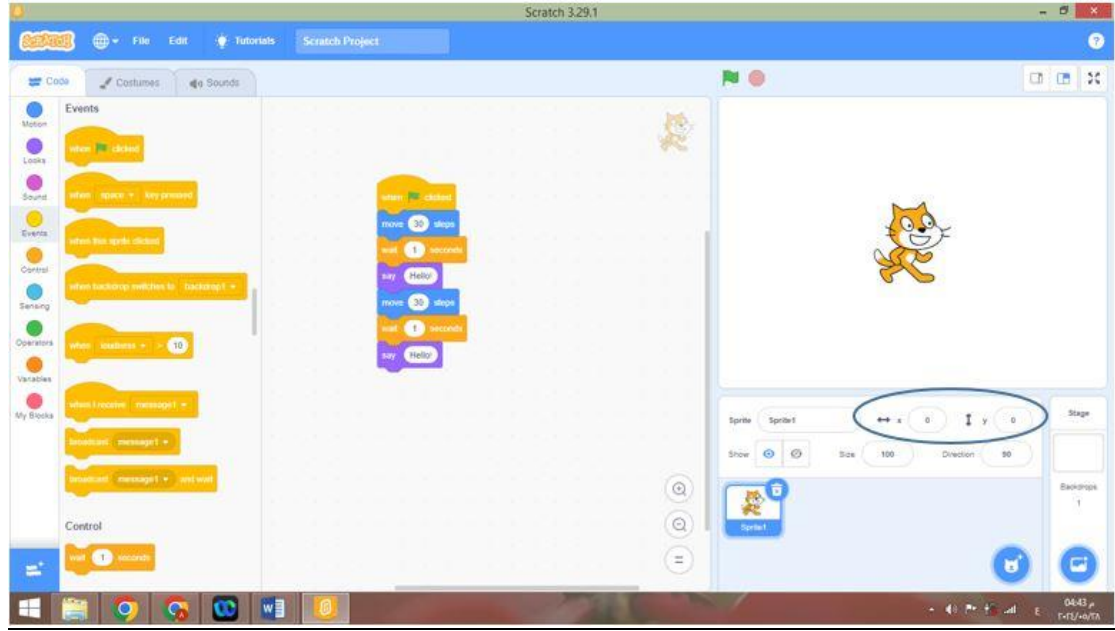 Scratch 3.29.1
SCRATCH File Edit Tutorials Scratch Project
Code Costumes Sounds
Motion
Looks
Sound
Events
Control
Sensing
Operators
Variables
My Blocks
Events
when clicked
when space key pressed
when this sprite clicked
when backdrop switches to backdrop1
when loudness > 10
when I receive message1
broadcast message1
broadcast message1 and wait
Control
wait 1 seconds
when clicked
move 30 steps
wait 1 seconds
say Hello!
move 30 steps
wait 1 seconds
say Hello!
Sprite Sprite1 x 0 y 0
Show Size 100 Direction 90
Sprite1
Stage
Backdrops
1
04:43 م
٢٠٢٤/٠٥/٢٨
ع